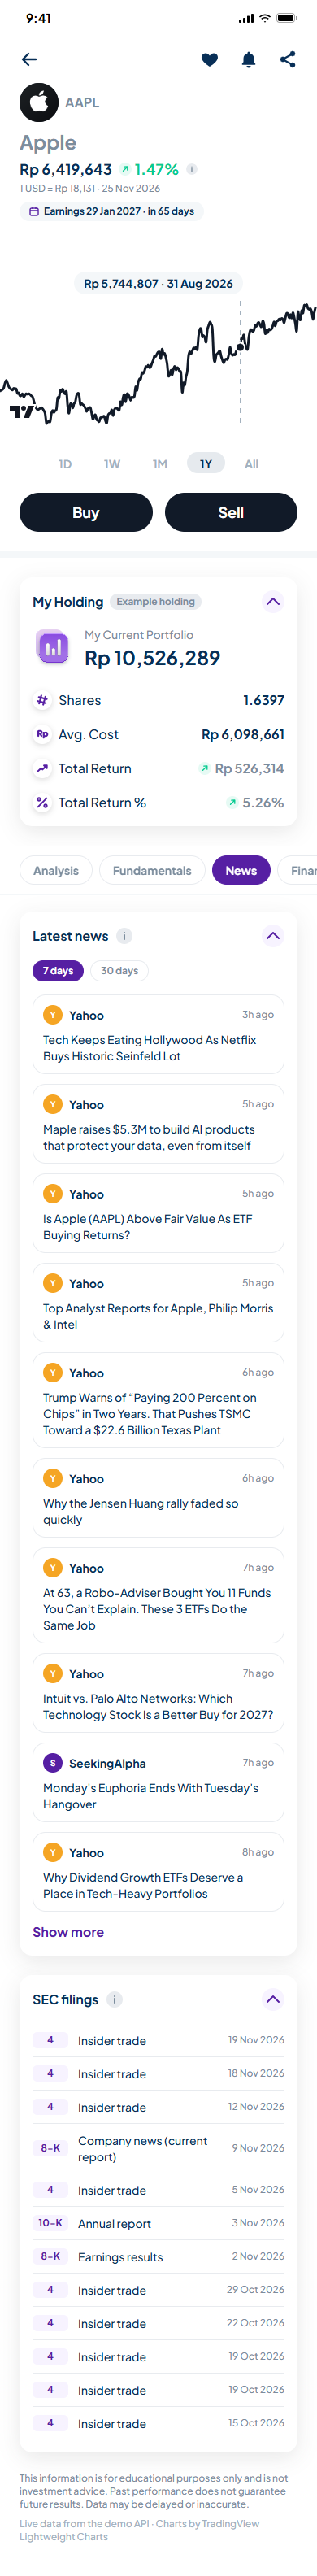 9:41
AAPL
Apple
Rp 6,419,643 1.47% i
1 USD = Rp 18,131 · 25 Nov 2026
Earnings 29 Jan 2027 · in 65 days
Rp 5,744,807 · 31 Aug 2026
1D 1W 1M 1Y All
Buy Sell
My Holding Example holding
My Current Portfolio
Rp 10,526,289
Shares 1.6397
Rp Avg. Cost Rp 6,098,661
Total Return Rp 526,314
% Total Return % 5.26%
Analysis Fundamentals News Finan
Latest news i
7 days 30 days
Y Yahoo 3h ago
Tech Keeps Eating Hollywood As Netflix
Buys Historic Seinfeld Lot
Y Yahoo 5h ago
Maple raises $5.3M to build AI products
that protect your data, even from itself
Y Yahoo 5h ago
Is Apple (AAPL) Above Fair Value As ETF
Buying Returns?
Y Yahoo 5h ago
Top Analyst Reports for Apple, Philip Morris
& Intel
Y Yahoo 6h ago
Trump Warns of “Paying 200 Percent on
Chips” in Two Years. That Pushes TSMC
Toward a $22.6 Billion Texas Plant
Y Yahoo 6h ago
Why the Jensen Huang rally faded so
quickly
Y Yahoo 7h ago
At 63, a Robo-Adviser Bought You 11 Funds
You Can't Explain. These 3 ETFs Do the
Same Job
Y Yahoo 7h ago
Intuit vs. Palo Alto Networks: Which
Technology Stock Is a Better Buy for 2027?
S SeekingAlpha 7h ago
Monday's Euphoria Ends With Tuesday's
Hangover
Y Yahoo 8h ago
Why Dividend Growth ETFs Deserve a
Place in Tech-Heavy Portfolios
Show more
SEC filings i
4 Insider trade 19 Nov 2026
4 Insider trade 18 Nov 2026
4 Insider trade 12 Nov 2026
8-K Company news (current 9 Nov 2026
report)
4 Insider trade 5 Nov 2026
10-K Annual report 3 Nov 2026
8-K Earnings results 2 Nov 2026
4 Insider trade 29 Oct 2026
4 Insider trade 22 Oct 2026
4 Insider trade 19 Oct 2026
4 Insider trade 19 Oct 2026
4 Insider trade 15 Oct 2026
This information is for educational purposes only and is not
investment advice. Past performance does not guarantee
future results. Data may be delayed or inaccurate.
Live data from the demo API · Charts by TradingView
Lightweight Charts